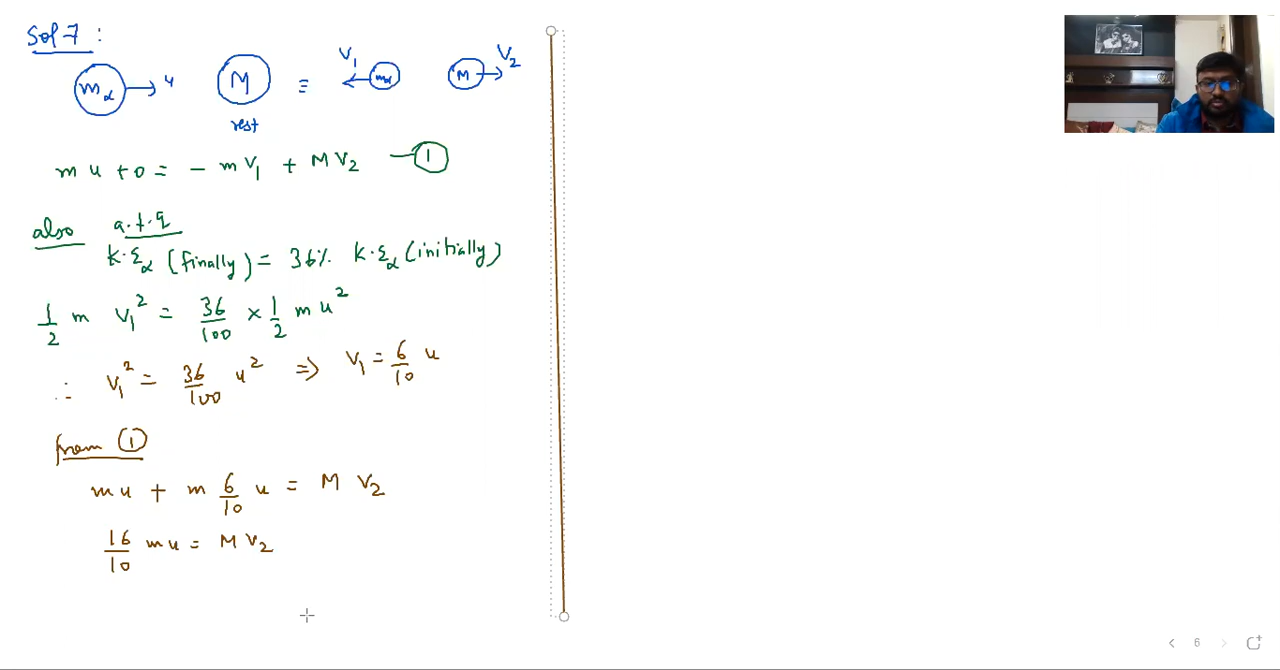 Sol 7 :
mα → u M ≡ V₁ ← mα M → V₂
rest
m u + 0 = - m V₁ + M V₂ — ①
also a.t.q
K.Eα (finally) = 36% K.Eα (initially)
1/2 m V₁² = 36/100 × 1/2 m u²
∴ V₁² = 36/100 u² ⇒ V₁ = 6/10 u
from ①
mu + m 6/10 u = M V₂
16/10 mu = M V₂
6